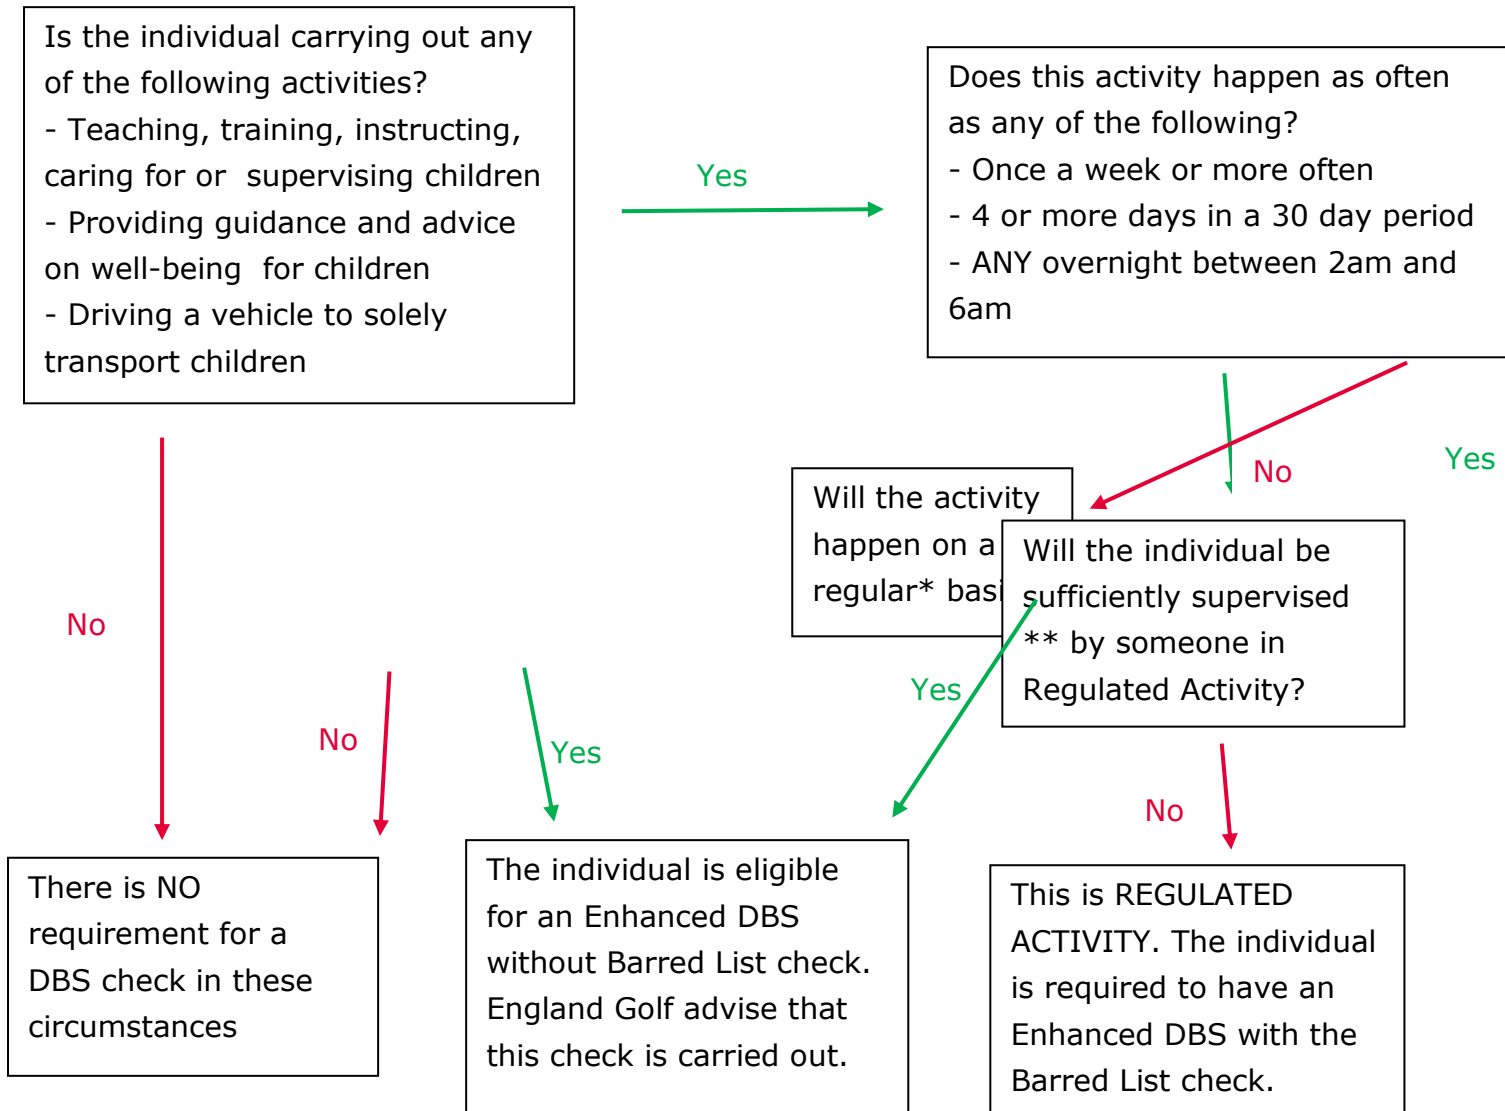 Is the individual carrying out any
of the following activities?
- Teaching, training, instructing,
caring for or supervising children
- Providing guidance and advice
on well-being for children
- Driving a vehicle to solely
transport children
Yes
Does this activity happen as often
as any of the following?
- Once a week or more often
- 4 or more days in a 30 day period
- ANY overnight between 2am and
6am
No
Yes
Will the activity
happen on a
regular* basi
Will the individual be
sufficiently supervised
** by someone in
Regulated Activity?
No
No
Yes
Yes
No
There is NO
requirement for a
DBS check in these
circumstances
The individual is eligible
for an Enhanced DBS
without Barred List check.
England Golf advise that
this check is carried out.
This is REGULATED
ACTIVITY. The individual
is required to have an
Enhanced DBS with the
Barred List check.